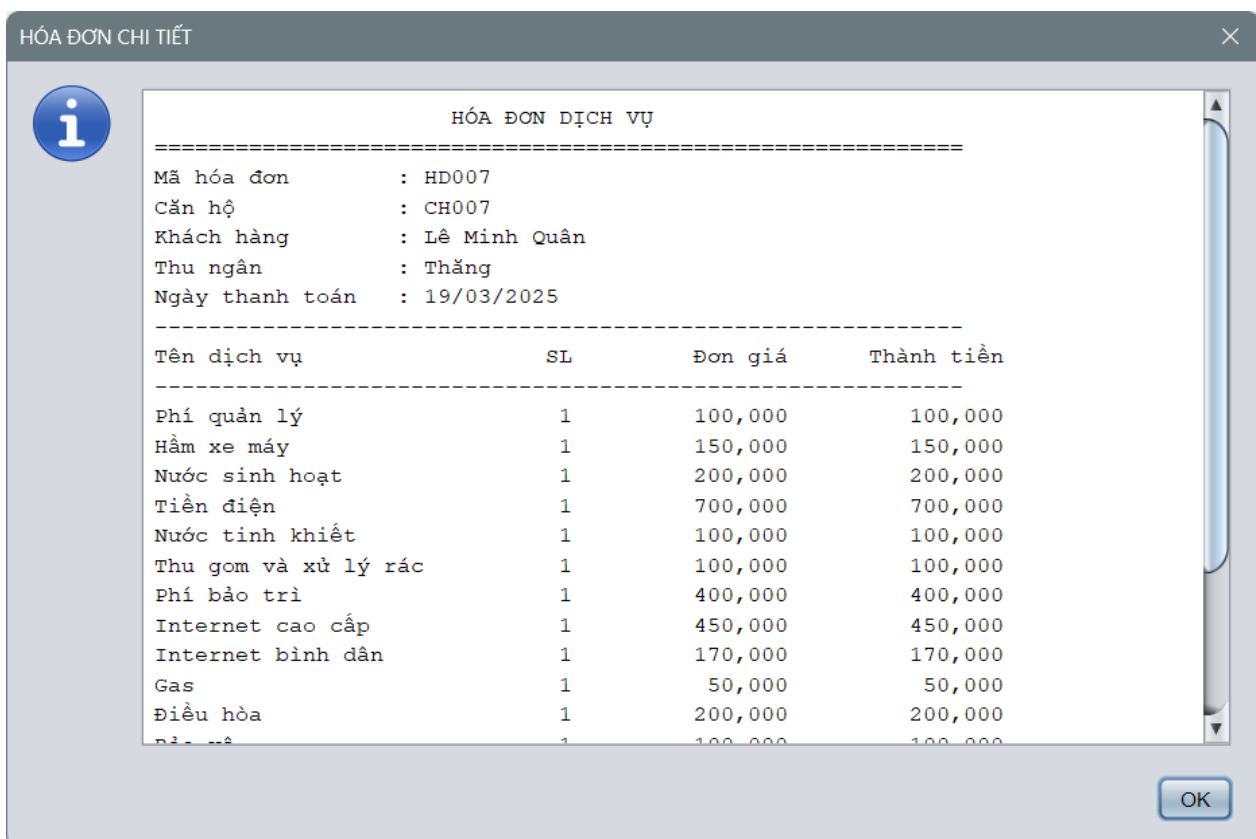 HÓA ĐƠN CHI TIẾT
HÓA ĐƠN DỊCH VỤ
============================================================
Mã hóa đơn : HD007
Căn hộ : CH007
Khách hàng : Lê Minh Quân
Thu ngân : Thăng
Ngày thanh toán : 19/03/2025
------------------------------------------------------------
Tên dịch vụ SL Đơn giá Thành tiền
------------------------------------------------------------
Phí quản lý 1 100,000 100,000
Hầm xe máy 1 150,000 150,000
Nước sinh hoạt 1 200,000 200,000
Tiền điện 1 700,000 700,000
Nước tinh khiết 1 100,000 100,000
Thu gom và xử lý rác 1 100,000 100,000
Phí bảo trì 1 400,000 400,000
Internet cao cấp 1 450,000 450,000
Internet bình dân 1 170,000 170,000
Gas 1 50,000 50,000
Điều hòa 1 200,000 200,000
1 100,000 100,000
OK